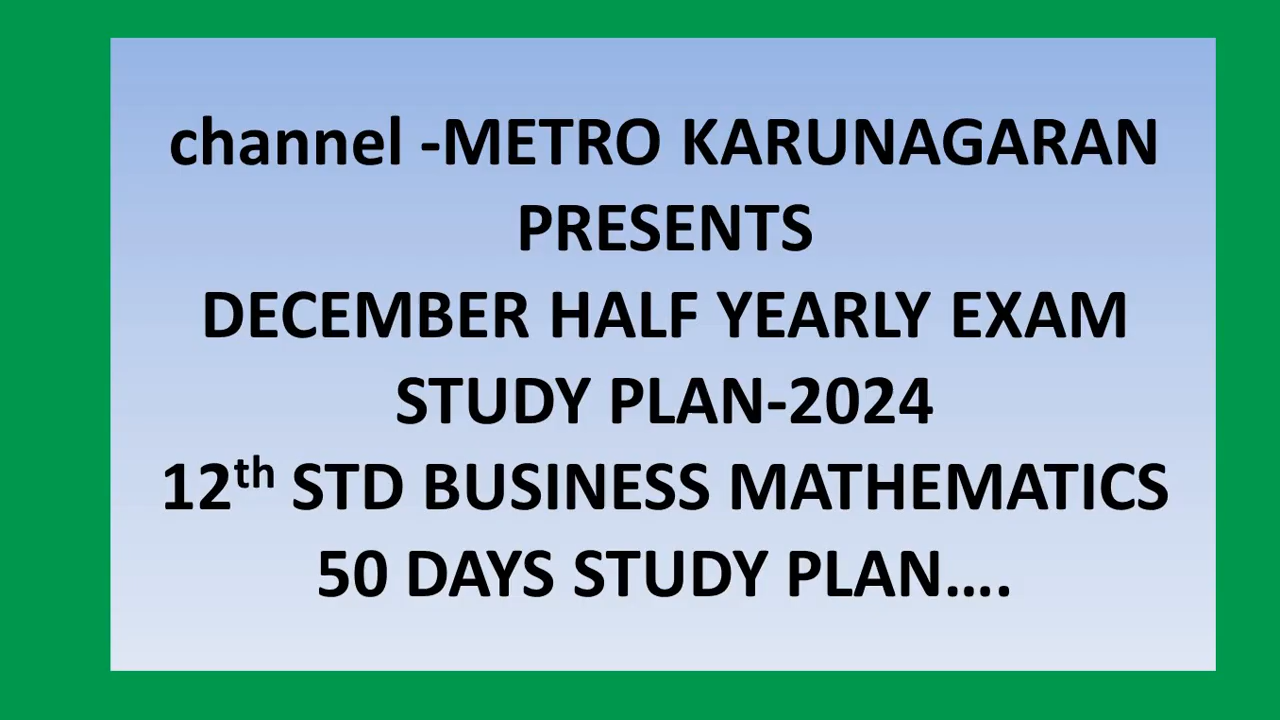 channel -METRO KARUNAGARAN
PRESENTS
DECEMBER HALF YEARLY EXAM
STUDY PLAN-2024
12th STD BUSINESS MATHEMATICS
50 DAYS STUDY PLAN....